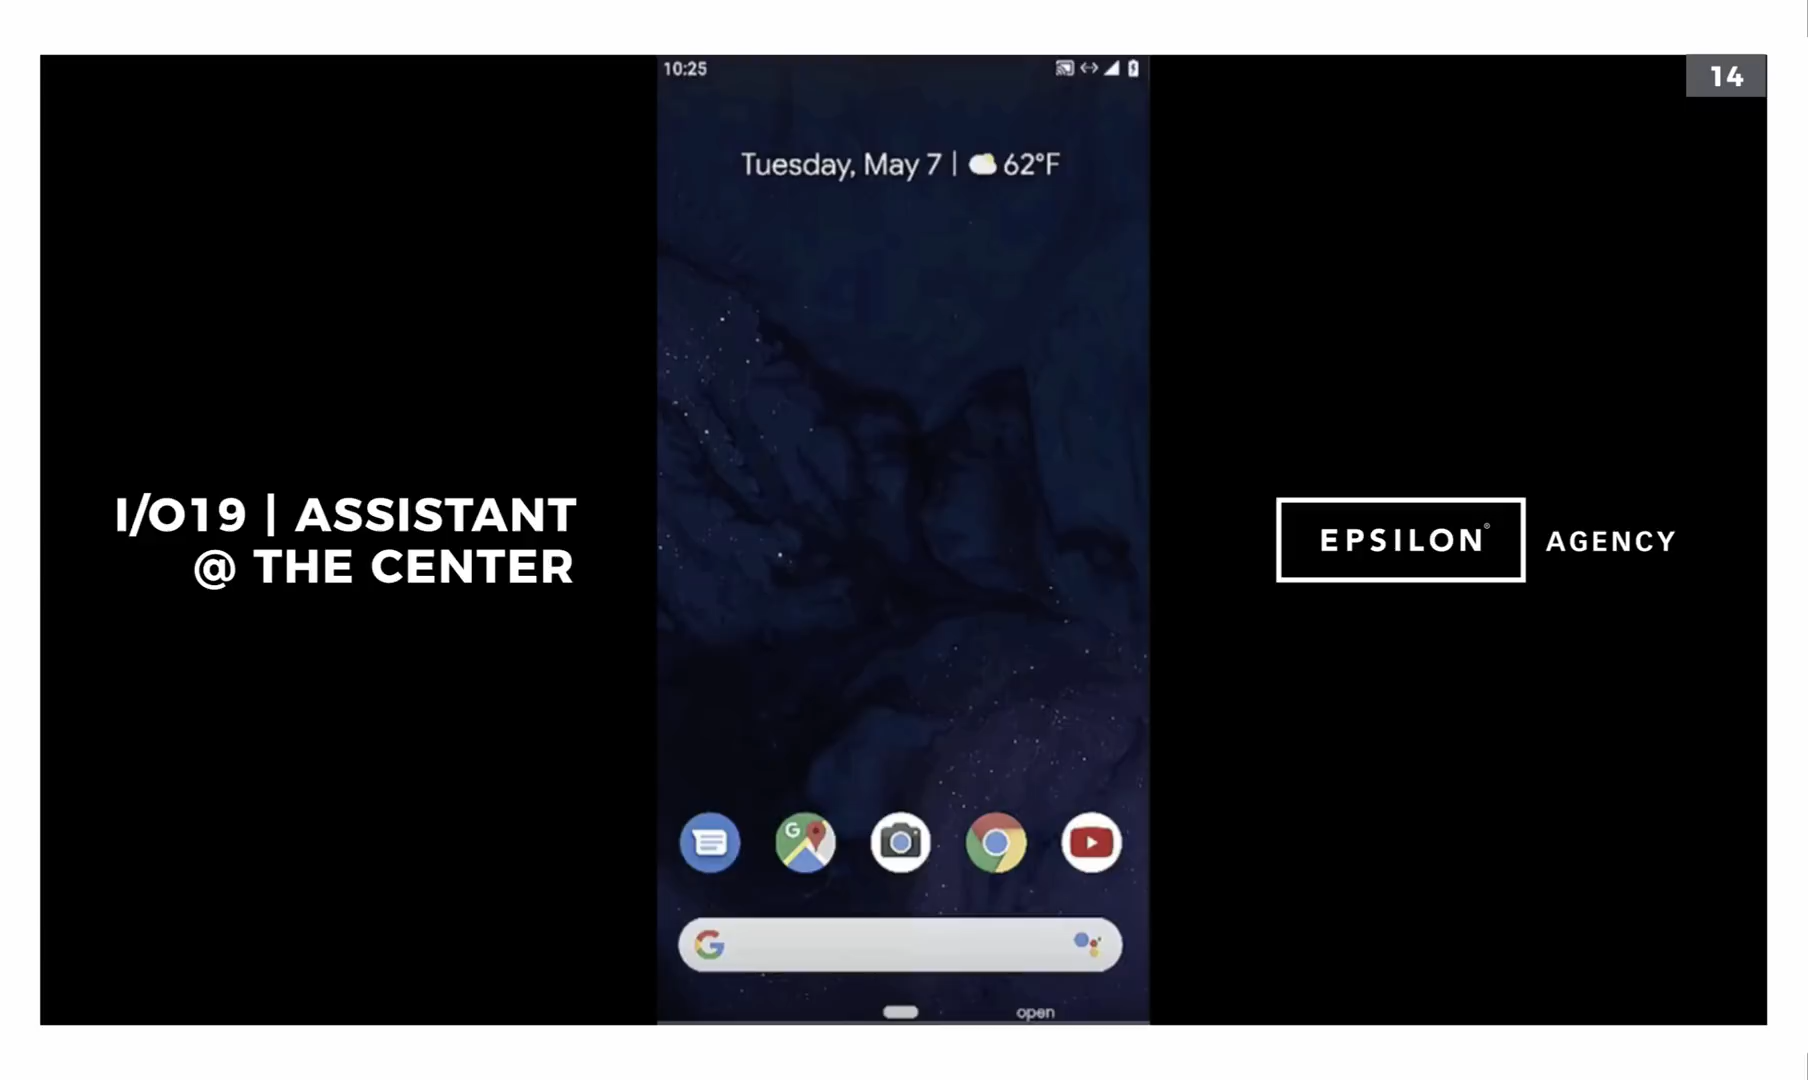 14
10:25
Tuesday, May 7 | 62°F
I/O19 | ASSISTANT
@ THE CENTER
EPSILON® AGENCY
G
open